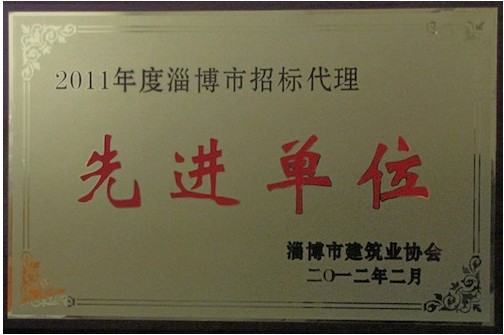 2011年度淄博市招标代理
先进单位
淄博市建筑业协会
二〇一二年二月